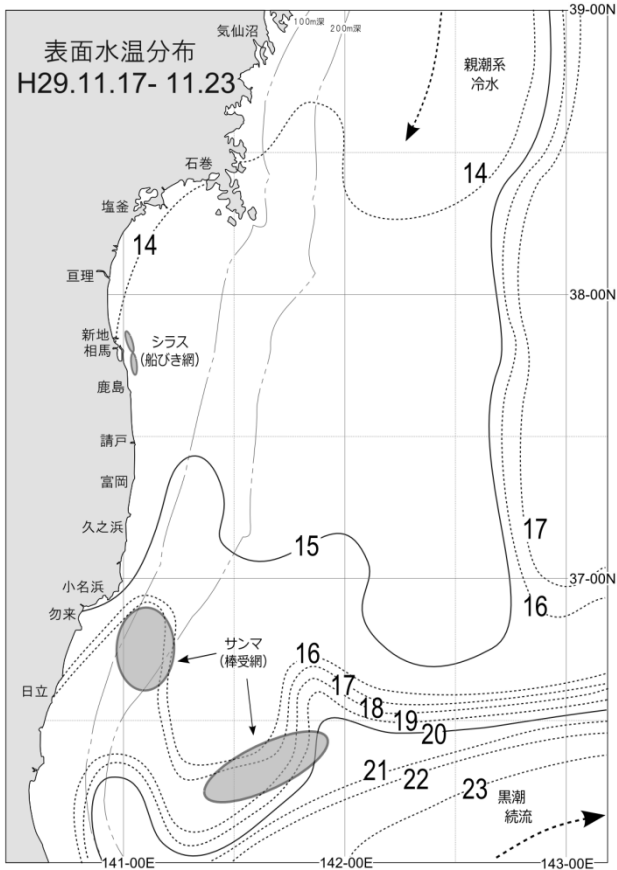 39-00N
気仙沼
100m深
200m深
表面水温分布
H29.11.17- 11.23
親潮系
冷水
石巻
14
塩釜
14
亘理
38-00N
新地
相馬
シラス
(船びき網)
鹿島
請戸
富岡
17
久之浜
15
37-00N
小名浜
16
勿来
サンマ
(棒受網)
16
17
日立
18
19
20
21
22
23
黒潮
続流
141-00E
142-00E
143-00E